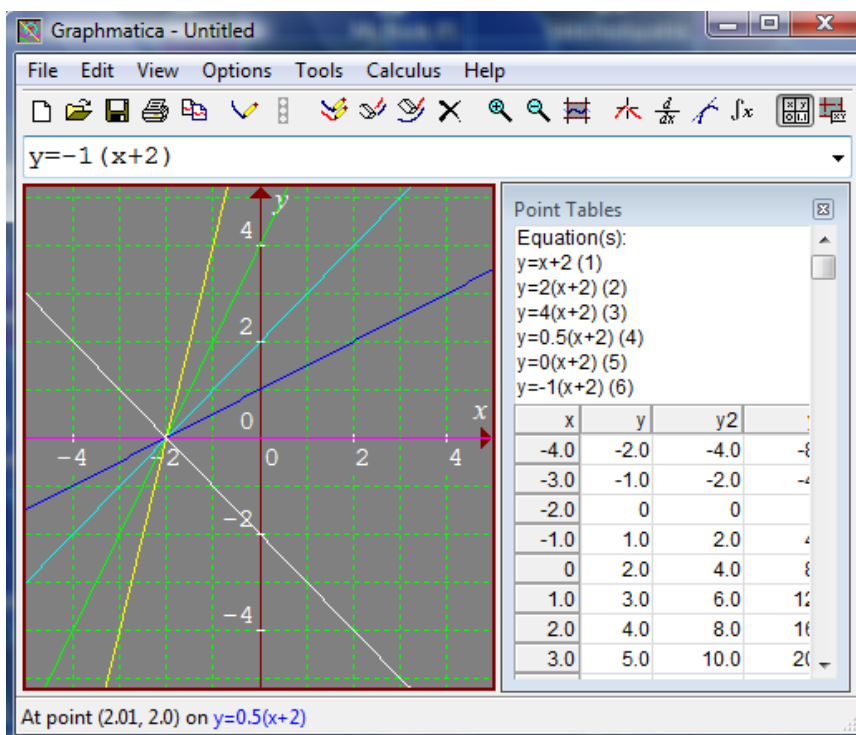 Graphmatica - Untitled
File Edit View Options Tools Calculus Help
y=-1(x+2)
y
4
2
0
x
-4 -2 0 2 4
-2
-4
Point Tables
Equation(s):
y=x+2 (1)
y=2(x+2) (2)
y=4(x+2) (3)
y=0.5(x+2) (4)
y=0(x+2) (5)
y=-1(x+2) (6)
x y y2
-4.0 -2.0 -4.0
-3.0 -1.0 -2.0
-2.0 0 0
-1.0 1.0 2.0
0 2.0 4.0
1.0 3.0 6.0
2.0 4.0 8.0
3.0 5.0 10.0
At point (2.01, 2.0) on y=0.5(x+2)